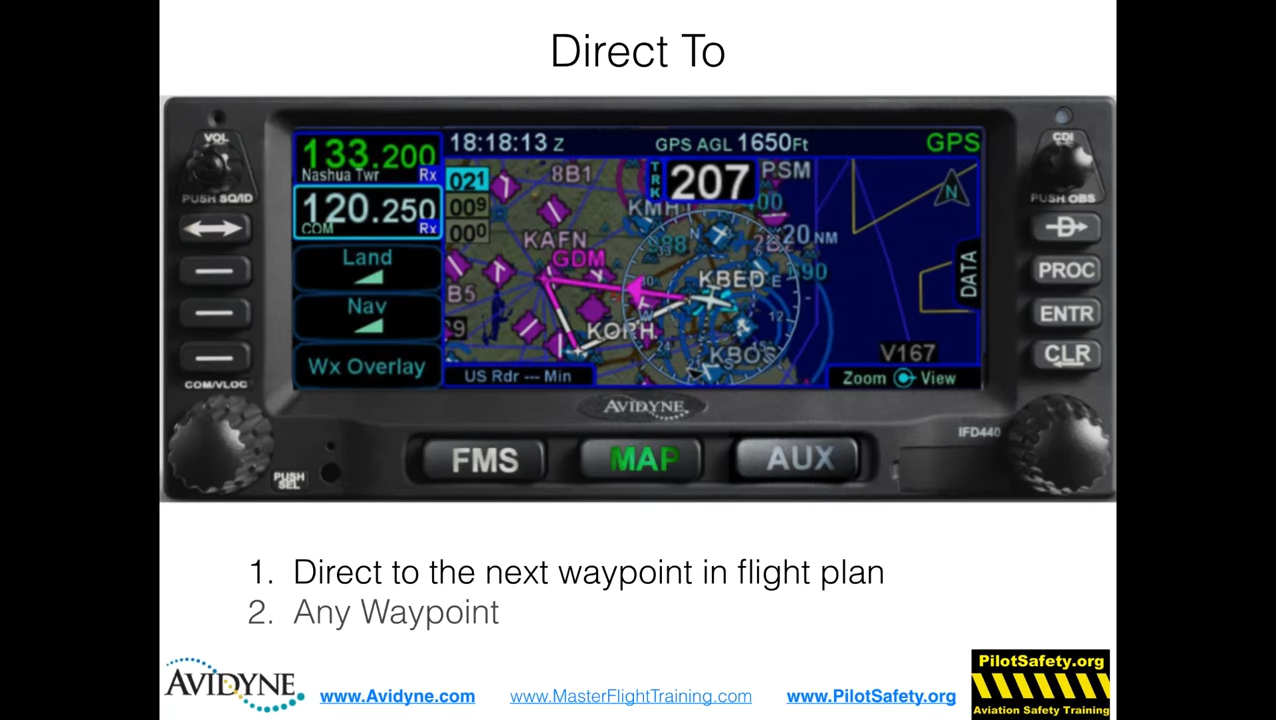 Direct To
VOL
PUSH SQ/ID
133.200
Nashua Twr Rx
120.250
COM Rx
Land
Nav
Wx Overlay
COM/VLOC
PUSH SEL
18:18:13 Z
GPS AGL 1650Ft
GPS
TRK 207
021
009
000
8B1
PSM
KAFN
GDM
KBED
E
N
20 NM
B5
KOPH
KBOS
12
24
V167
DATA
N
US Rdr --- Min
Zoom View
CDI
PUSH OBS
D
PROC
ENTR
CLR
AVIDYNE
IFD440
FMS
MAP
AUX
1. Direct to the next waypoint in flight plan
2. Any Waypoint
AVIDYNE.
www.Avidyne.com
www.MasterFlightTraining.com
www.PilotSafety.org
PilotSafety.org
Aviation Safety Training